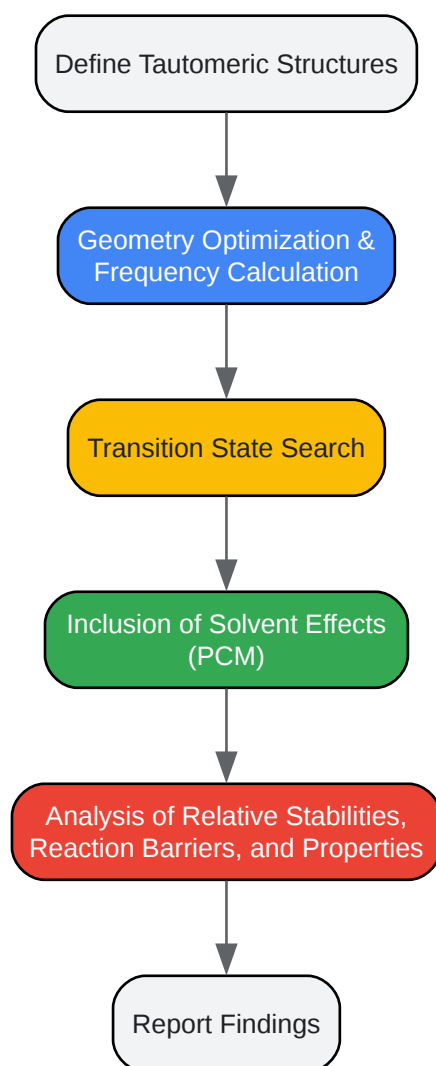 Define Tautomeric Structures
Geometry Optimization &
Frequency Calculation
Transition State Search
Inclusion of Solvent Effects
(PCM)
Analysis of Relative Stabilities,
Reaction Barriers, and Properties
Report Findings